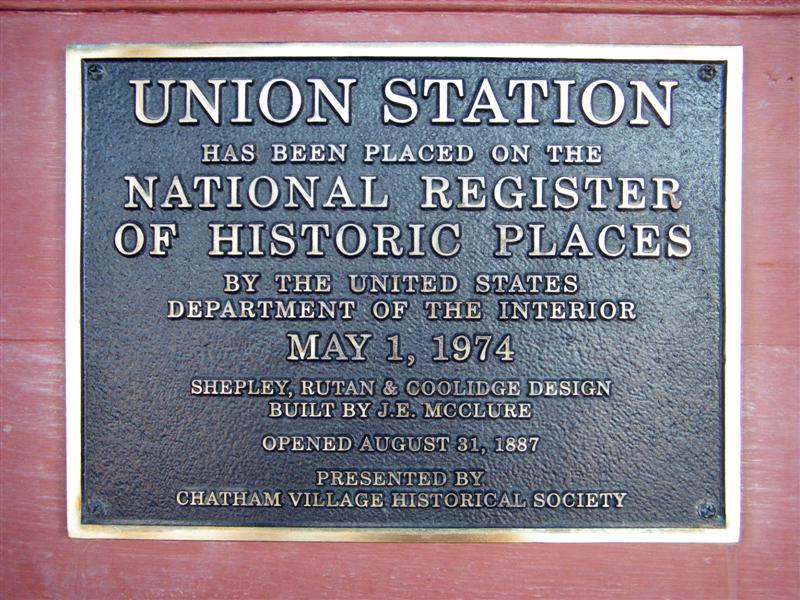 UNION STATION
HAS BEEN PLACED ON THE
NATIONAL REGISTER
OF HISTORIC PLACES
BY THE UNITED STATES
DEPARTMENT OF THE INTERIOR
MAY 1, 1974
SHEPLEY, RUTAN & COOLIDGE DESIGN
BUILT BY J.E. MCCLURE
OPENED AUGUST 31, 1887
PRESENTED BY
CHATHAM VILLAGE HISTORICAL SOCIETY